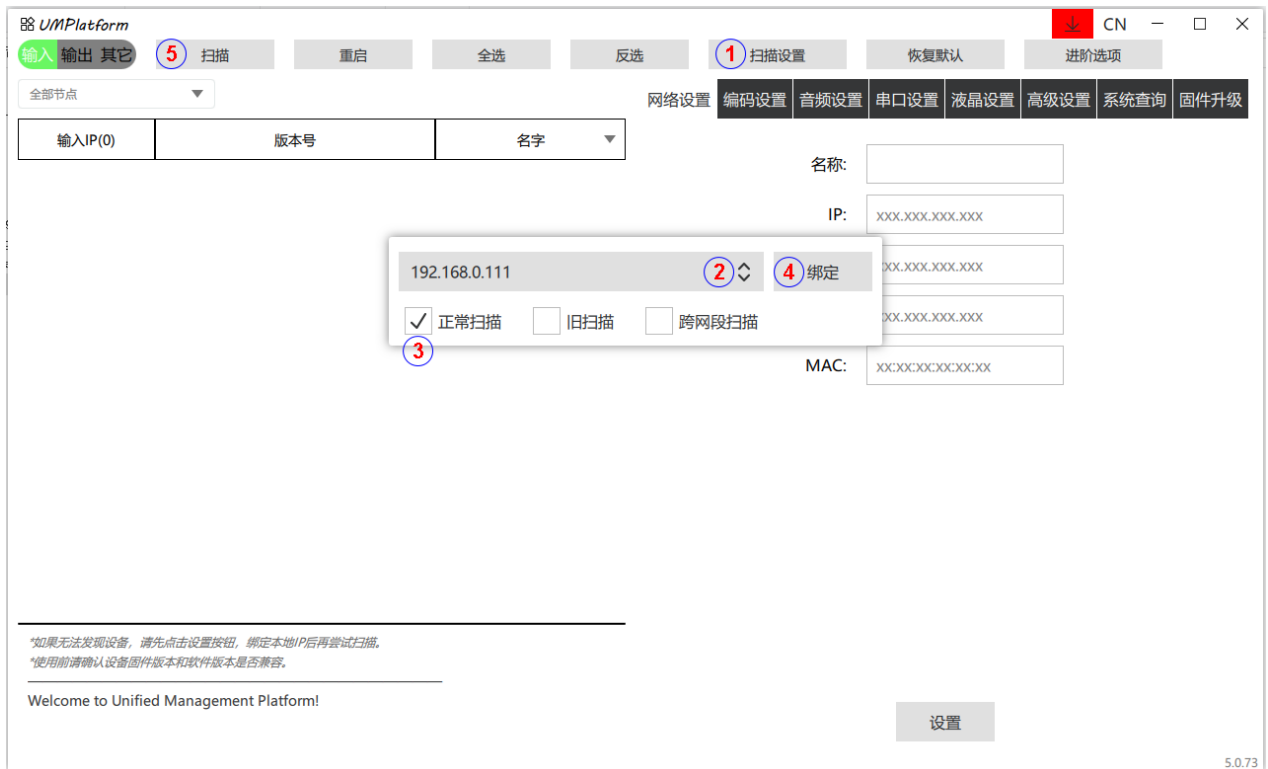 UMPlatform
CN
输入 输出 其它 5 扫描 重启 全选 反选 1 扫描设置 恢复默认 进阶选项
全部节点
网络设置 编码设置 音频设置 串口设置 液晶设置 高级设置 系统查询 固件升级
输入IP(0) 版本号 名字
名称:
IP: xxx.xxx.xxx.xxx
192.168.0.111 2 4 绑定
xx.xxx.xxx.xxx
正常扫描 旧扫描 跨网段扫描
xx.xxx.xxx.xxx
3
MAC: xx:xx:xx:xx:xx:xx
*如果无法发现设备，请先点击设置按钮，绑定本地IP后再尝试扫描。
*使用前请确认设备固件版本和软件版本是否兼容。
Welcome to Unified Management Platform!
设置
5.0.73